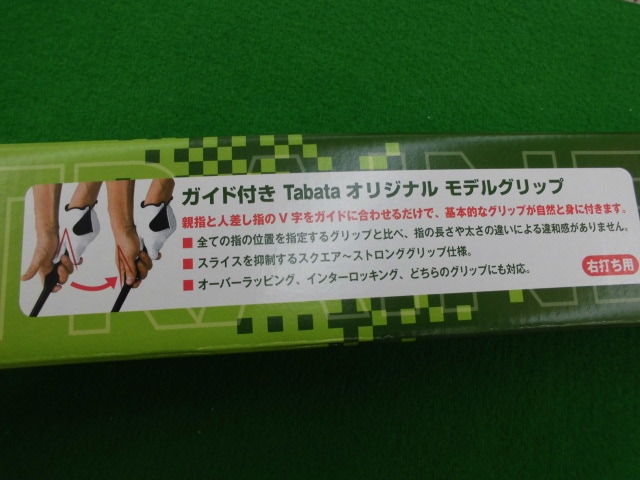 TRAINE
ガイド付き Tabata オリジナル モデルグリップ
親指と人差し指のV字をガイドに合わせるだけで、基本的なグリップが自然と身に付きます。
■ 全ての指の位置を指定するグリップと比べ、指の長さや太さの違いによる違和感がありません。
■ スライスを抑制するスクエア～ストロンググリップ仕様。
■ オーバーラッピング、インターロッキング、どちらのグリップにも対応。
右打ち用